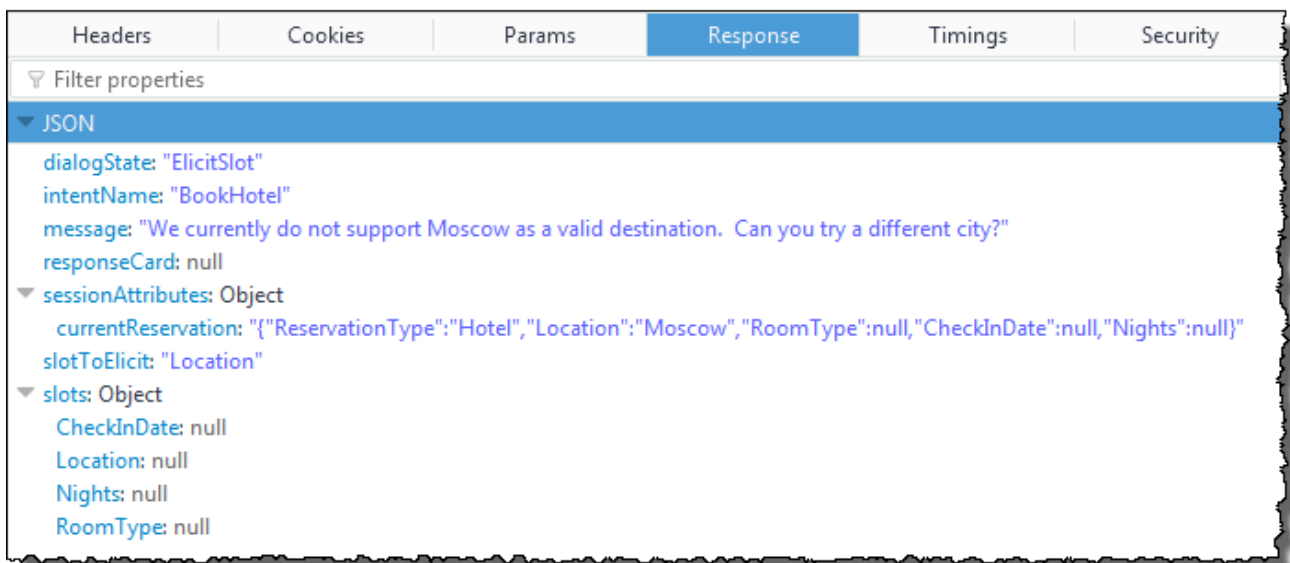 Headers Cookies Params Response Timings Security
Filter properties
JSON
dialogState: "ElicitSlot"
intentName: "BookHotel"
message: "We currently do not support Moscow as a valid destination.  Can you try a different city?"
responseCard: null
sessionAttributes: Object
currentReservation: "{"ReservationType":"Hotel","Location":"Moscow","RoomType":null,"CheckInDate":null,"Nights":null}"
slotToElicit: "Location"
slots: Object
CheckInDate: null
Location: null
Nights: null
RoomType: null